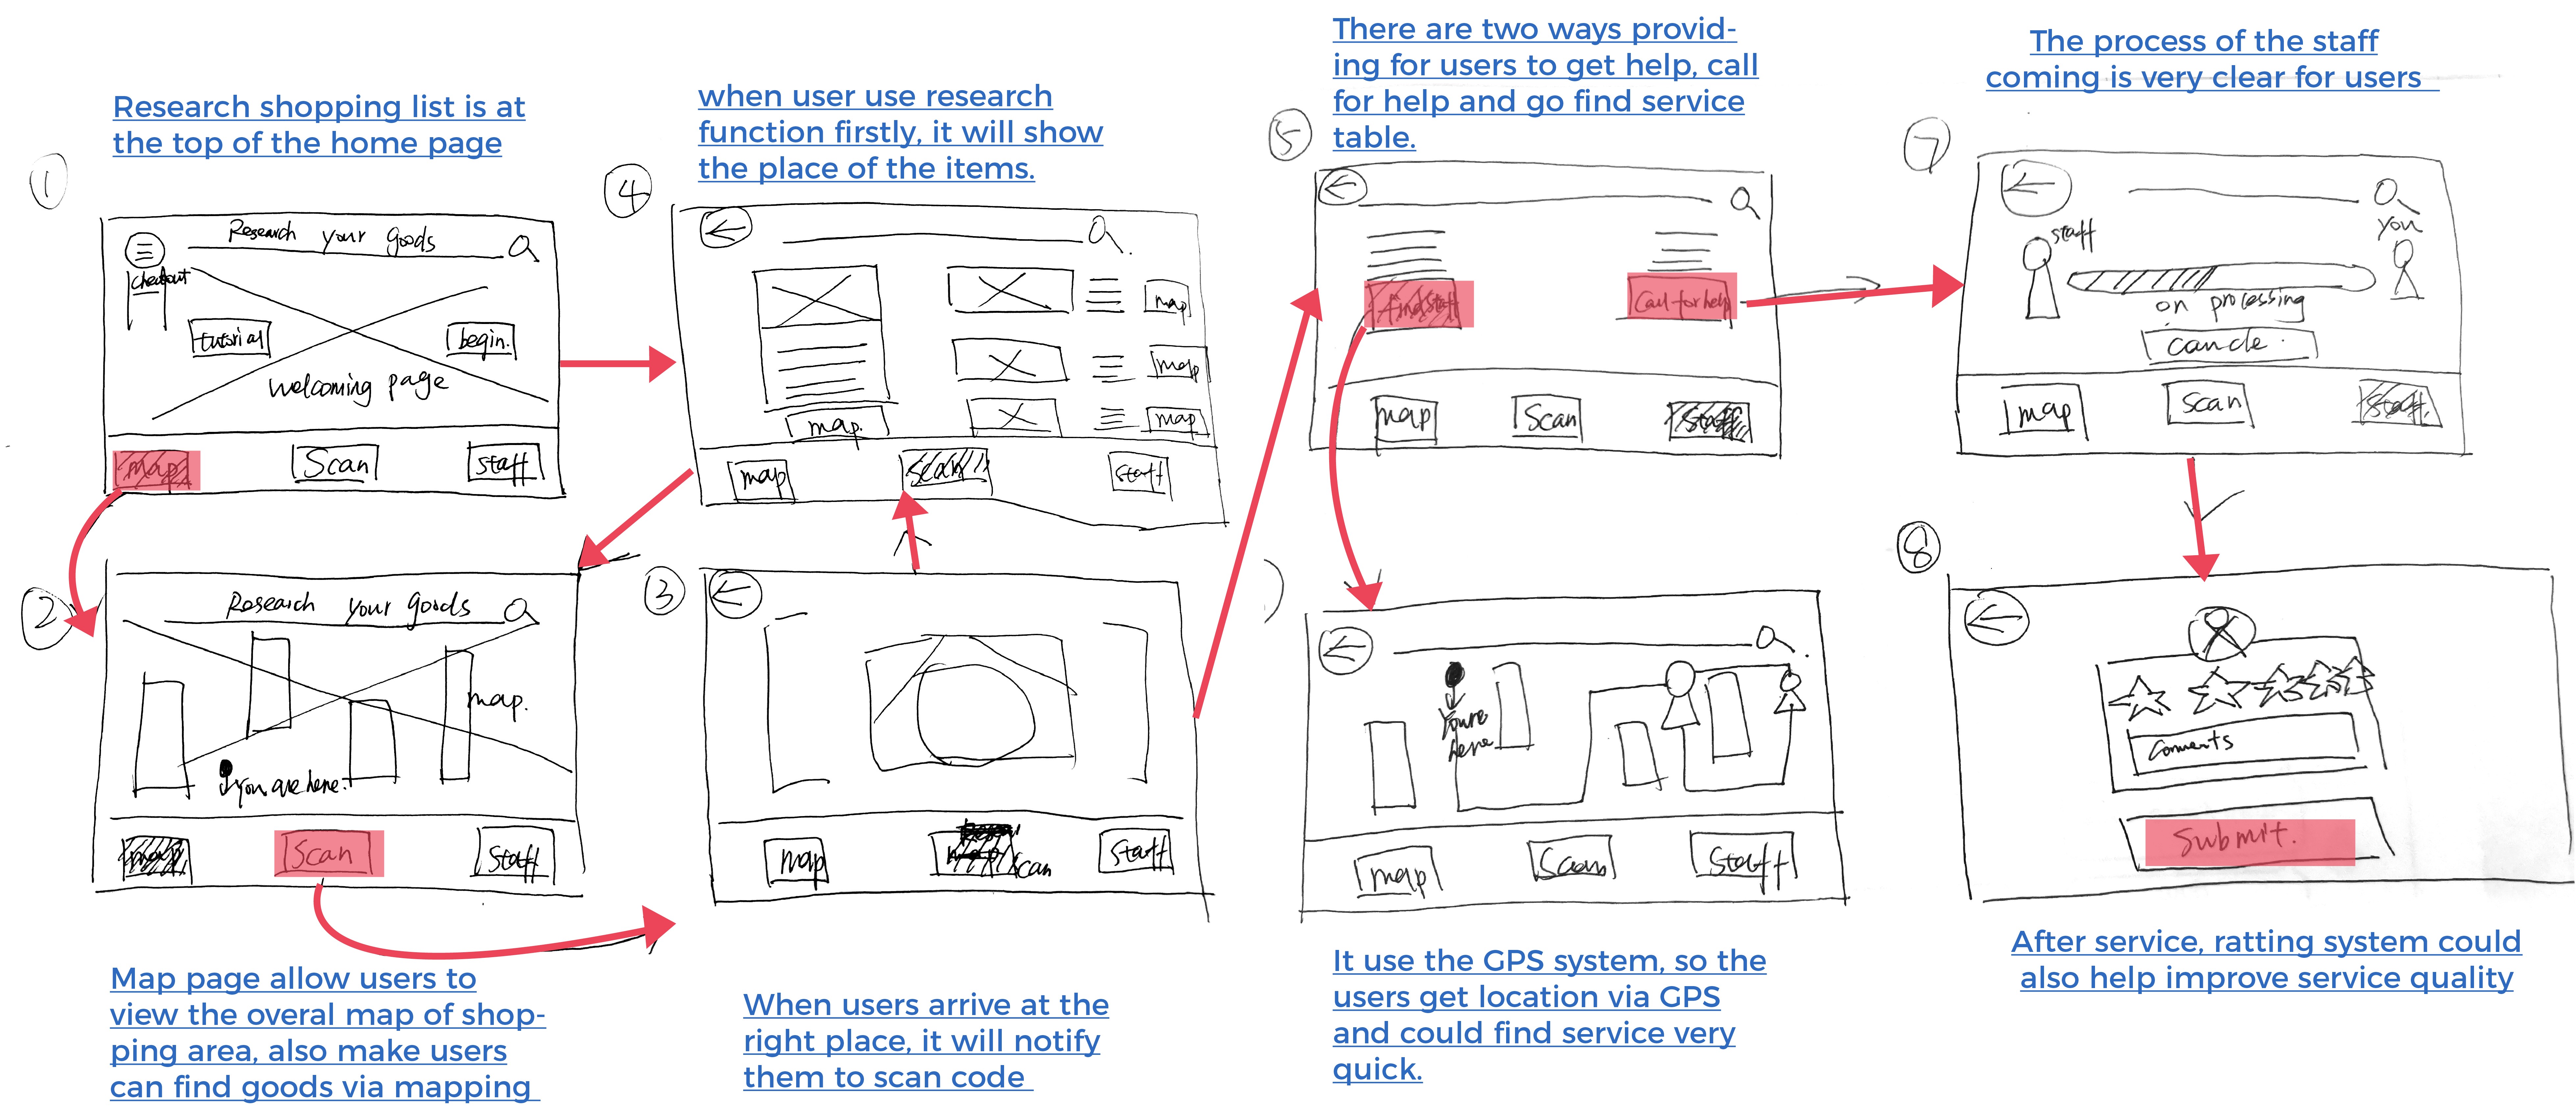 Research shopping list is at
the top of the home page
①
Research your goods
checkout
tutorial
begin.
welcoming page
map
Scan
staff
②
Research your goods
map.
you are here.
map
Scan
staff
Map page allow users to
view the overal map of shop-
ping area, also make users
can find goods via mapping
when user use research
function firstly, it will show
the place of the items.
④
map
map
map
map.
map
scan
staff
③
map
scan
staff
When users arrive at the
right place, it will notify
them to scan code
There are two ways provid-
ing for users to get help, call
for help and go find service
table.
⑤
find staff
Call for help
map
Scan
staff
You're
here
map
Scan
staff
It use the GPS system, so the
users get location via GPS
and could find service very
quick.
The process of the staff
coming is very clear for users
⑦
staff
you
on processing
cancle.
map
scan
staff
⑧
Comments
Submit.
After service, ratting system could
also help improve service quality